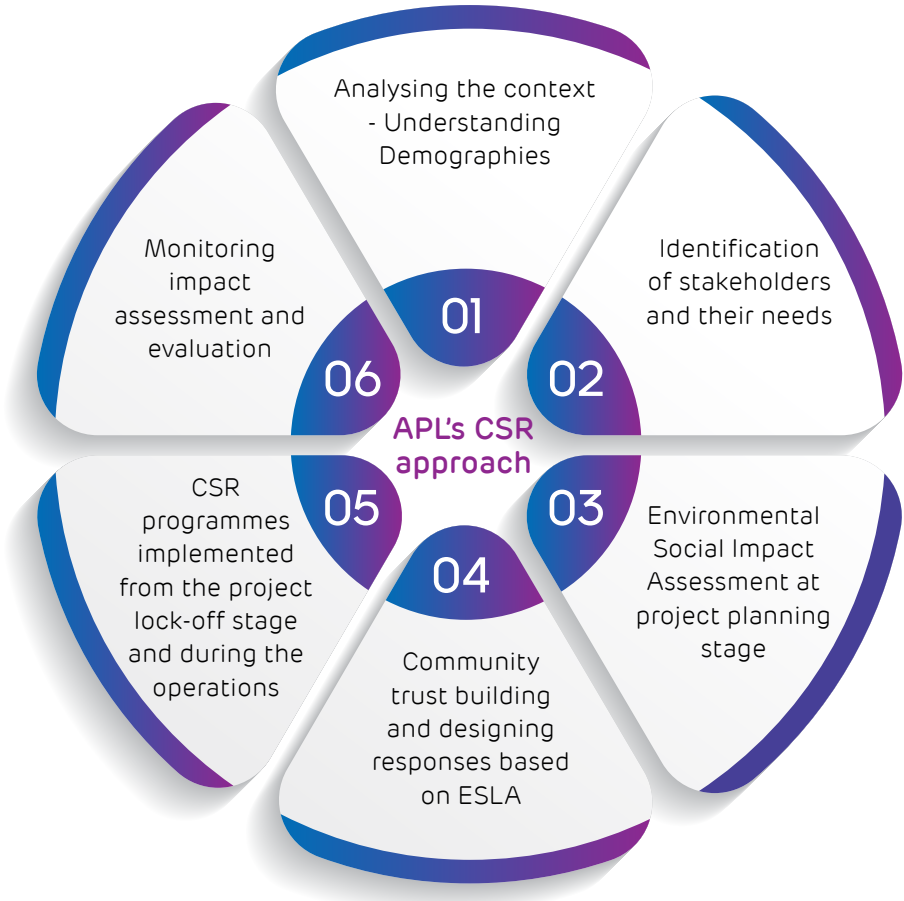 Analysing the context
- Understanding
Demographies
01
Identification
of stakeholders
and their needs
02
Environmental
Social Impact
Assessment at
project planning
stage
03
Community
trust building
and designing
responses based
on ESLA
04
CSR
programmes
implemented
from the project
lock-off stage
and during the
operations
05
Monitoring
impact
assessment and
evaluation
06
APL's CSR
approach